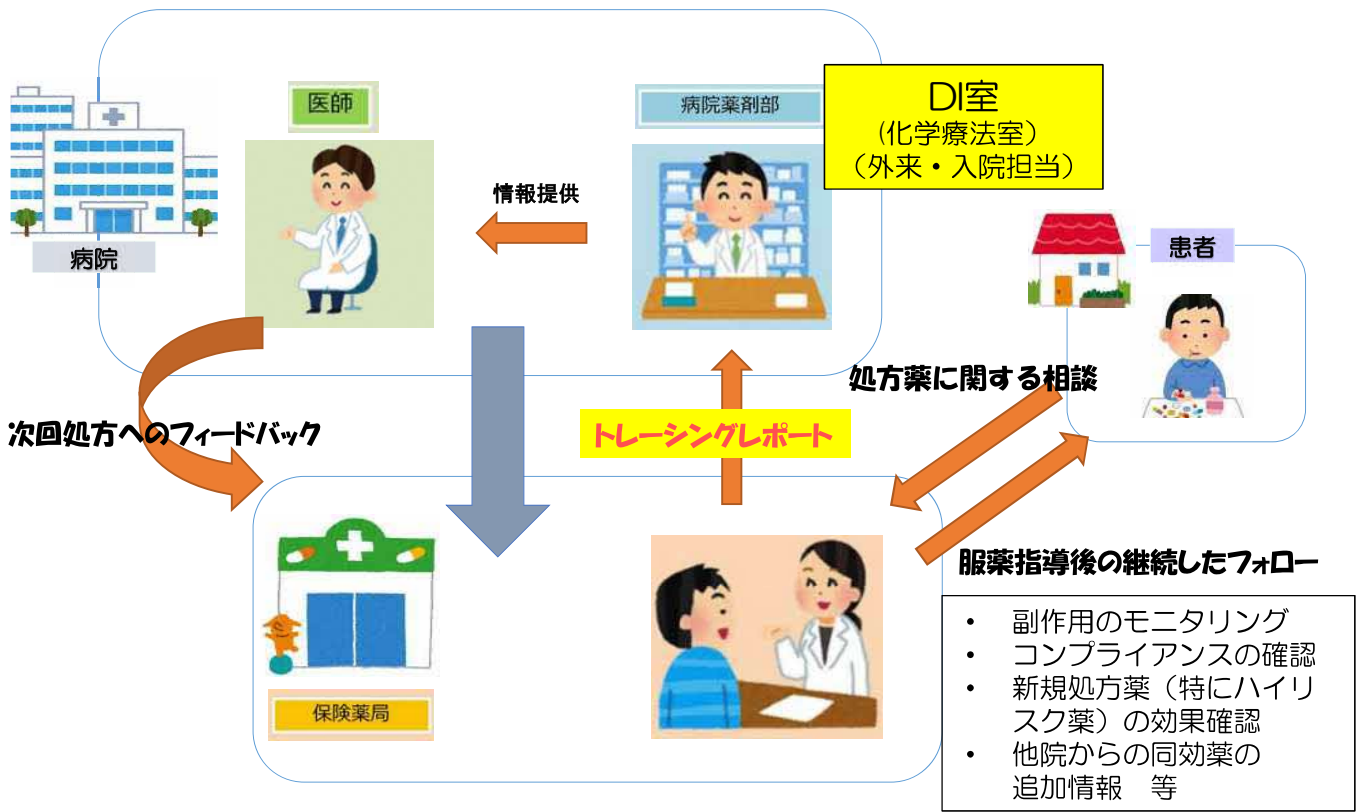 医師
病院薬剤部
DI室
(化学療法室)
(外来・入院担当)
情報提供
病院
患者
処方薬に関する相談
次回処方へのフィードバック
トレーシングレポート
服薬指導後の継続したフォロー
• 副作用のモニタリング
• コンプライアンスの確認
• 新規処方薬(特にハイリ
スク薬)の効果確認
• 他院からの同効薬の
追加情報　等
保険薬局